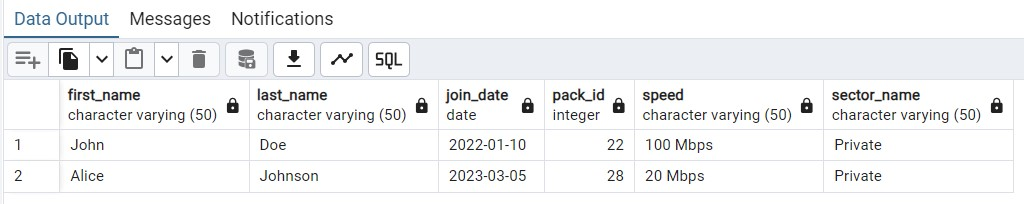 Data Output Messages Notifications
SQL
first_name last_name join_date pack_id speed sector_name
character varying (50) character varying (50) date integer character varying (50) character varying (50)
1 John Doe 2022-01-10 22 100 Mbps Private
2 Alice Johnson 2023-03-05 28 20 Mbps Private